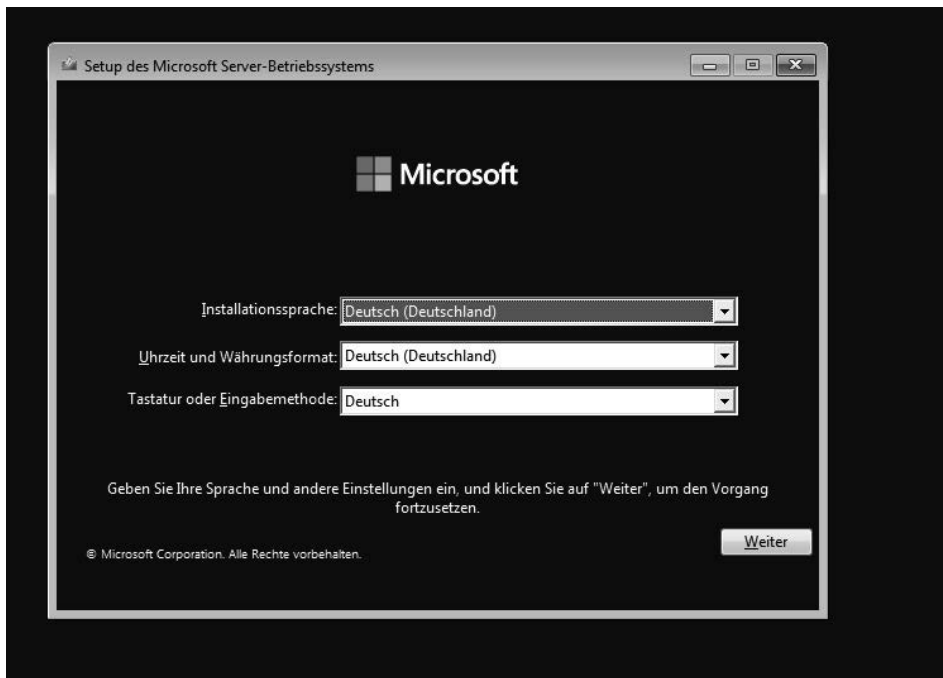 Setup des Microsoft Server-Betriebssystems
Microsoft
Installationssprache: Deutsch (Deutschland)
Uhrzeit und Währungsformat: Deutsch (Deutschland)
Tastatur oder Eingabemethode: Deutsch
Geben Sie Ihre Sprache und andere Einstellungen ein, und klicken Sie auf "Weiter", um den Vorgang
fortzusetzen.
Weiter
© Microsoft Corporation. Alle Rechte vorbehalten.